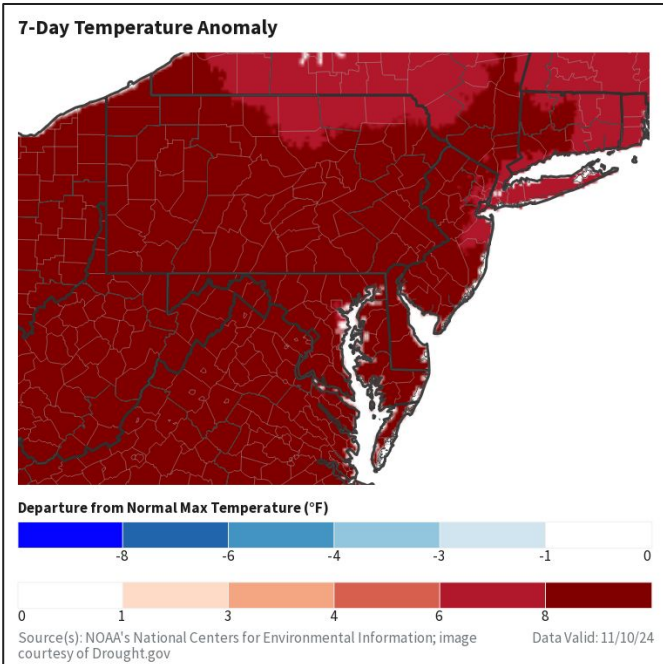 7-Day Temperature Anomaly
Departure from Normal Max Temperature (°F)
-8 -6 -4 -3 -1 0
0 1 3 4 6 8
Source(s): NOAA's National Centers for Environmental Information; image Data Valid: 11/10/24
courtesy of Drought.gov